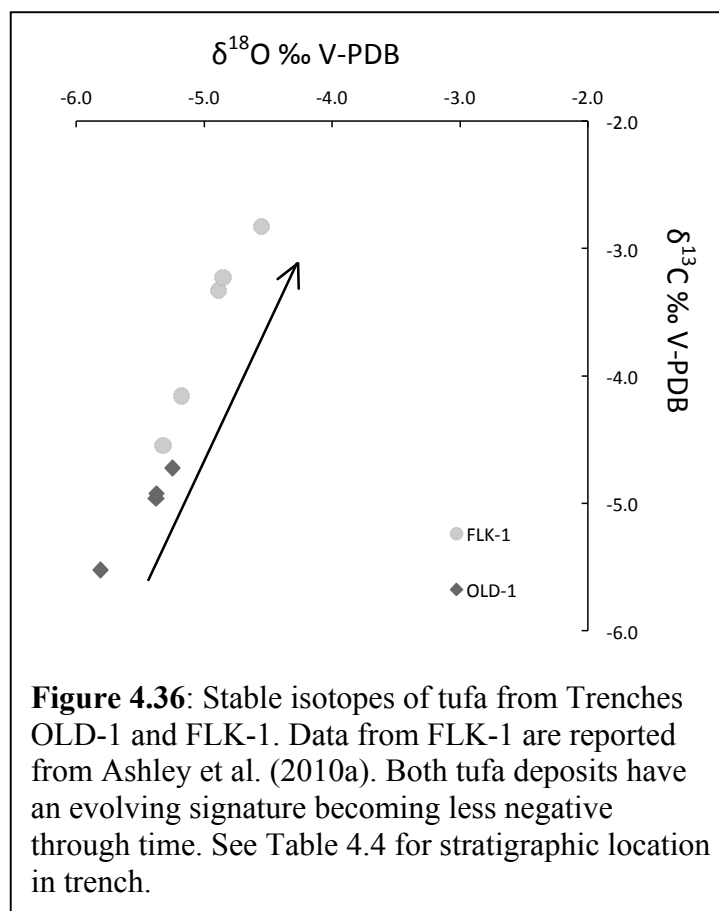 δ18O ‰ V-PDB
-6.0 -5.0 -4.0 -3.0 -2.0
-2.0
-3.0
δ13C ‰ V-PDB
-4.0
-5.0
FLK-1
OLD-1
-6.0
Figure 4.36: Stable isotopes of tufa from Trenches
OLD-1 and FLK-1. Data from FLK-1 are reported
from Ashley et al. (2010a). Both tufa deposits have
an evolving signature becoming less negative
through time. See Table 4.4 for stratigraphic location
in trench.